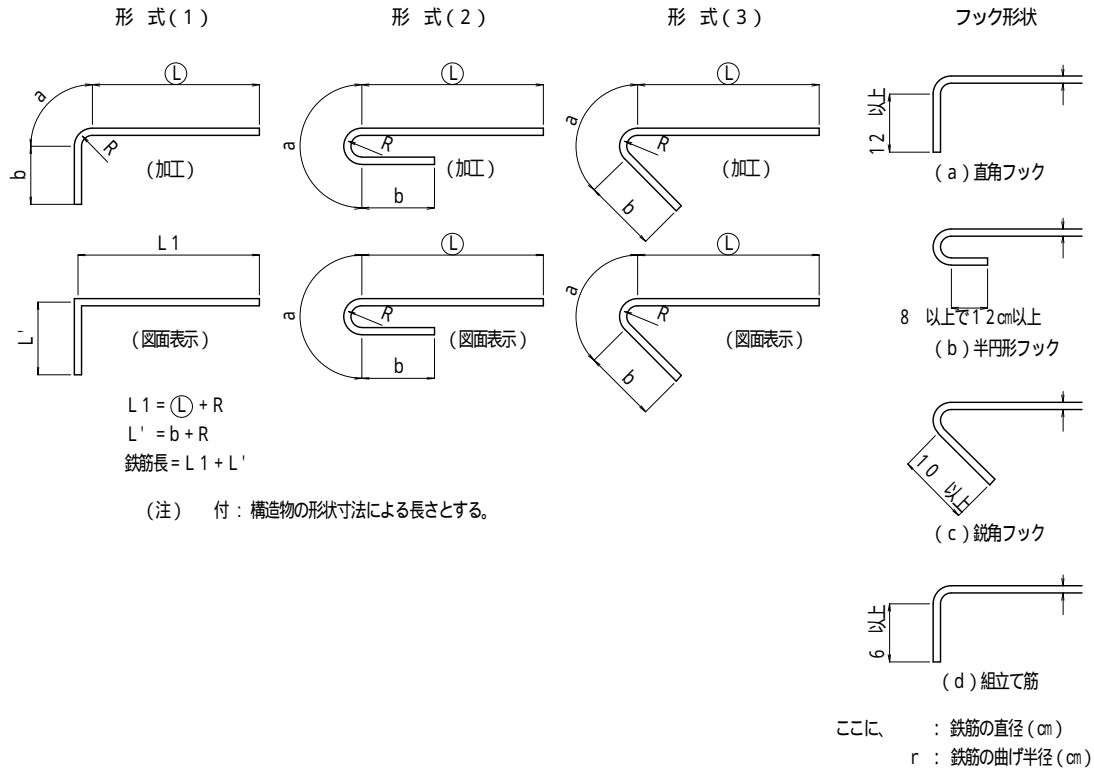 形 式(1)
形 式(2)
形 式(3)
フック形状
a
Ⓛ
R
b
(加工)
a
Ⓛ
R
b
(加工)
a
Ⓛ
R
b
(加工)
12 以上
(a)直角フック
L1
L'
(図面表示)
a
Ⓛ
R
b
(図面表示)
a
Ⓛ
R
b
(図面表示)
8 以上で12cm以上
(b)半円形フック
L1=Ⓛ+R
L'=b+R
鉄筋長=L1+L'
(注) 付:構造物の形状寸法による長さとする。
10 以上
(c)鋭角フック
6 以上
(d)組立て筋
ここに、 :鉄筋の直径(cm)
r :鉄筋の曲げ半径(cm)